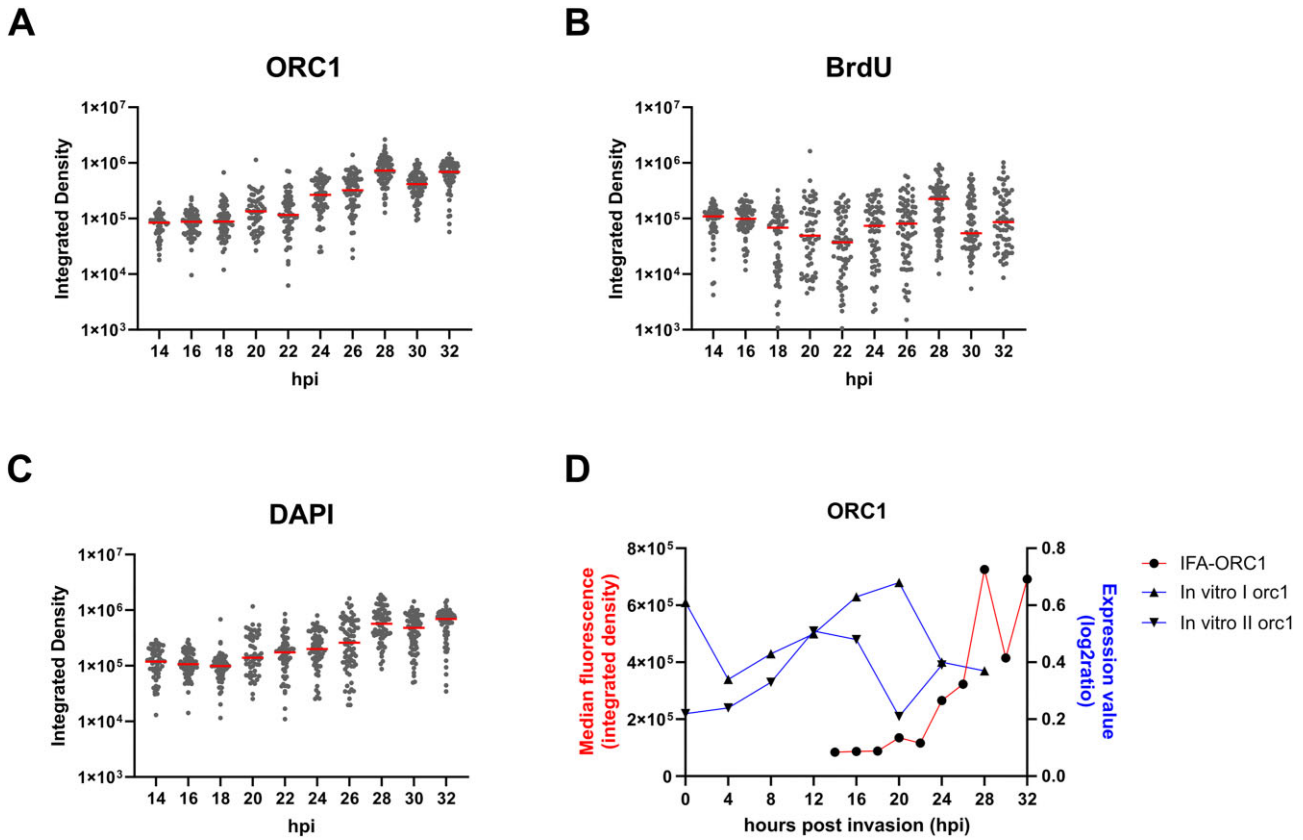 A
ORC1
Integrated Density
1×10⁷
1×10⁶
1×10⁵
1×10⁴
1×10³
14 16 18 20 22 24 26 28 30 32
hpi
B
BrdU
Integrated Density
1×10⁷
1×10⁶
1×10⁵
1×10⁴
1×10³
14 16 18 20 22 24 26 28 30 32
hpi
C
DAPI
Integrated Density
1×10⁷
1×10⁶
1×10⁵
1×10⁴
1×10³
14 16 18 20 22 24 26 28 30 32
hpi
D
ORC1
Median fluorescence
(integrated density)
8×10⁵
6×10⁵
4×10⁵
2×10⁵
0
0 4 8 12 16 20 24 28 32
hours post invasion (hpi)
0.8
0.6
0.4
0.2
0.0
Expression value
(log2ratio)
IFA-ORC1
In vitro I orc1
In vitro II orc1